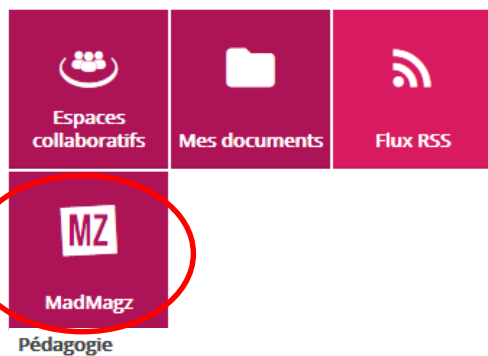 Espaces
collaboratifs
Mes documents
Flux RSS
MZ
MadMagz
Pédagogie